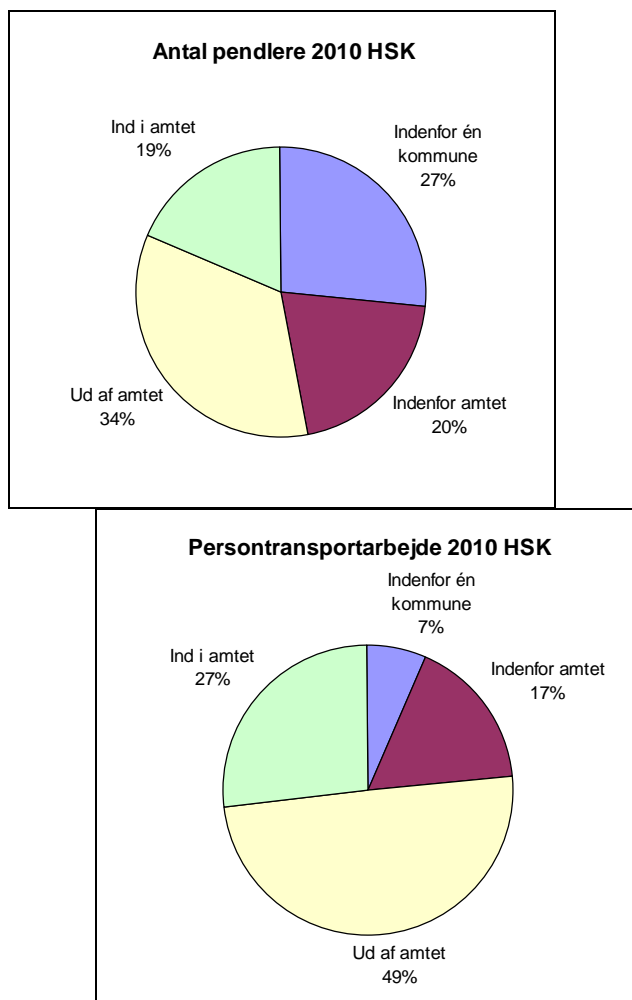 Antal pendlere 2010 HSK
Ind i amtet
19%
Indenfor én
kommune
27%
Ud af amtet
34%
Indenfor amtet
20%
Persontransportarbejde 2010 HSK
Indenfor én
kommune
7%
Ind i amtet
27%
Indenfor amtet
17%
Ud af amtet
49%